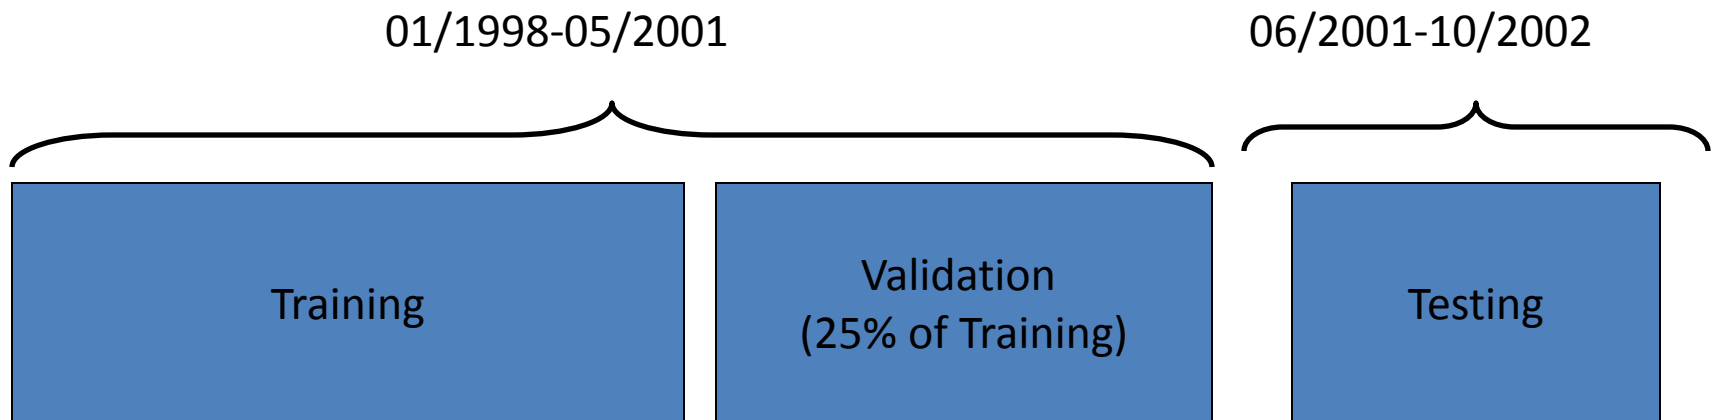 01/1998-05/2001
06/2001-10/2002
Training
Validation
(25% of Training)
Testing